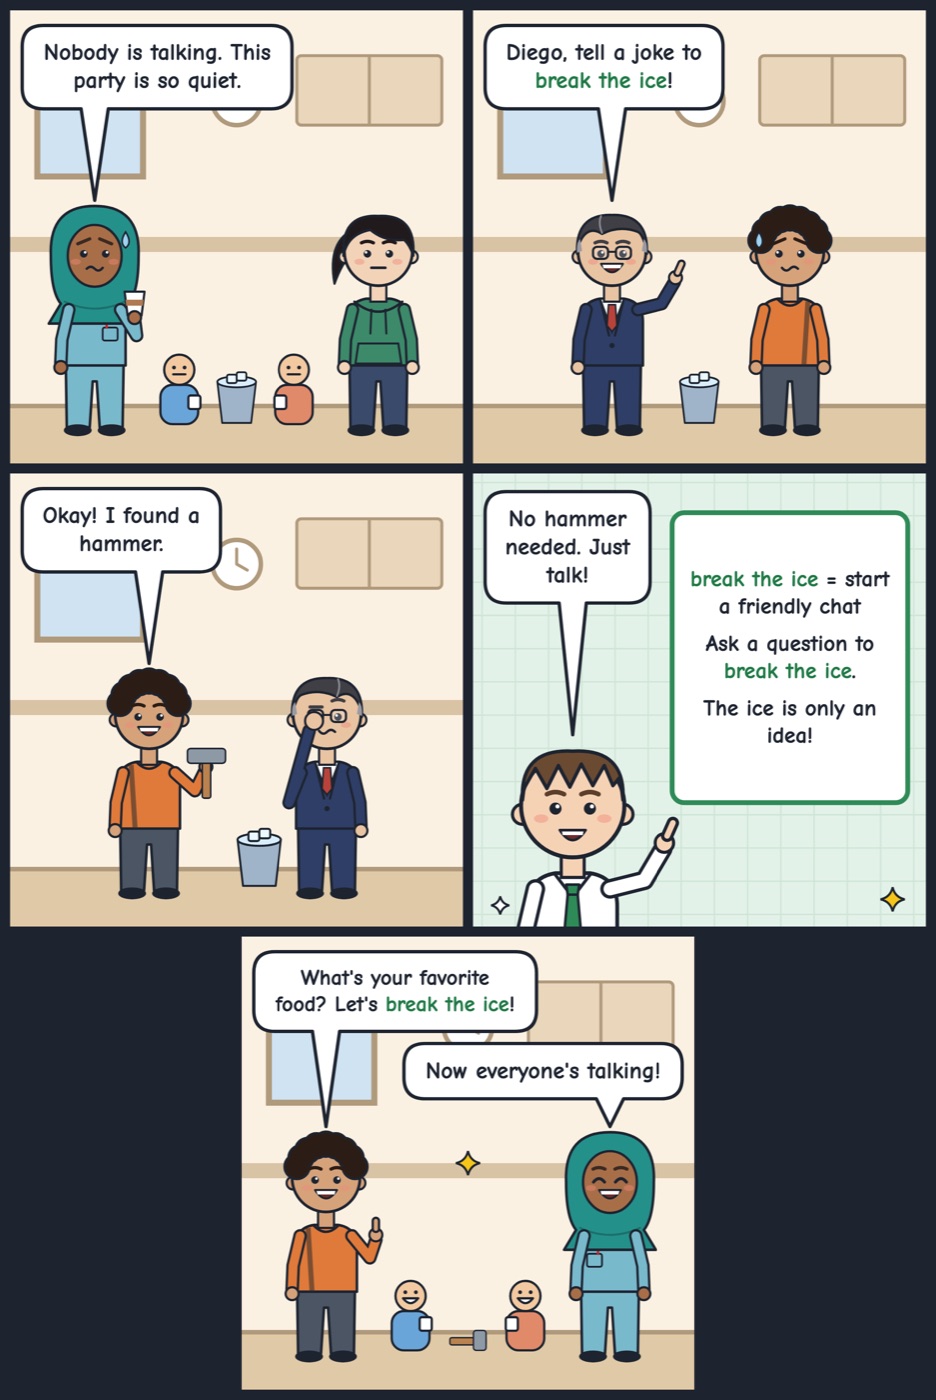 Nobody is talking. This
party is so quiet.
Diego, tell a joke to
break the ice!
Okay! I found a
hammer.
No hammer
needed. Just
talk!
break the ice = start
a friendly chat
Ask a question to
break the ice.
The ice is only an
idea!
What's your favorite
food? Let's break the ice!
Now everyone's talking!